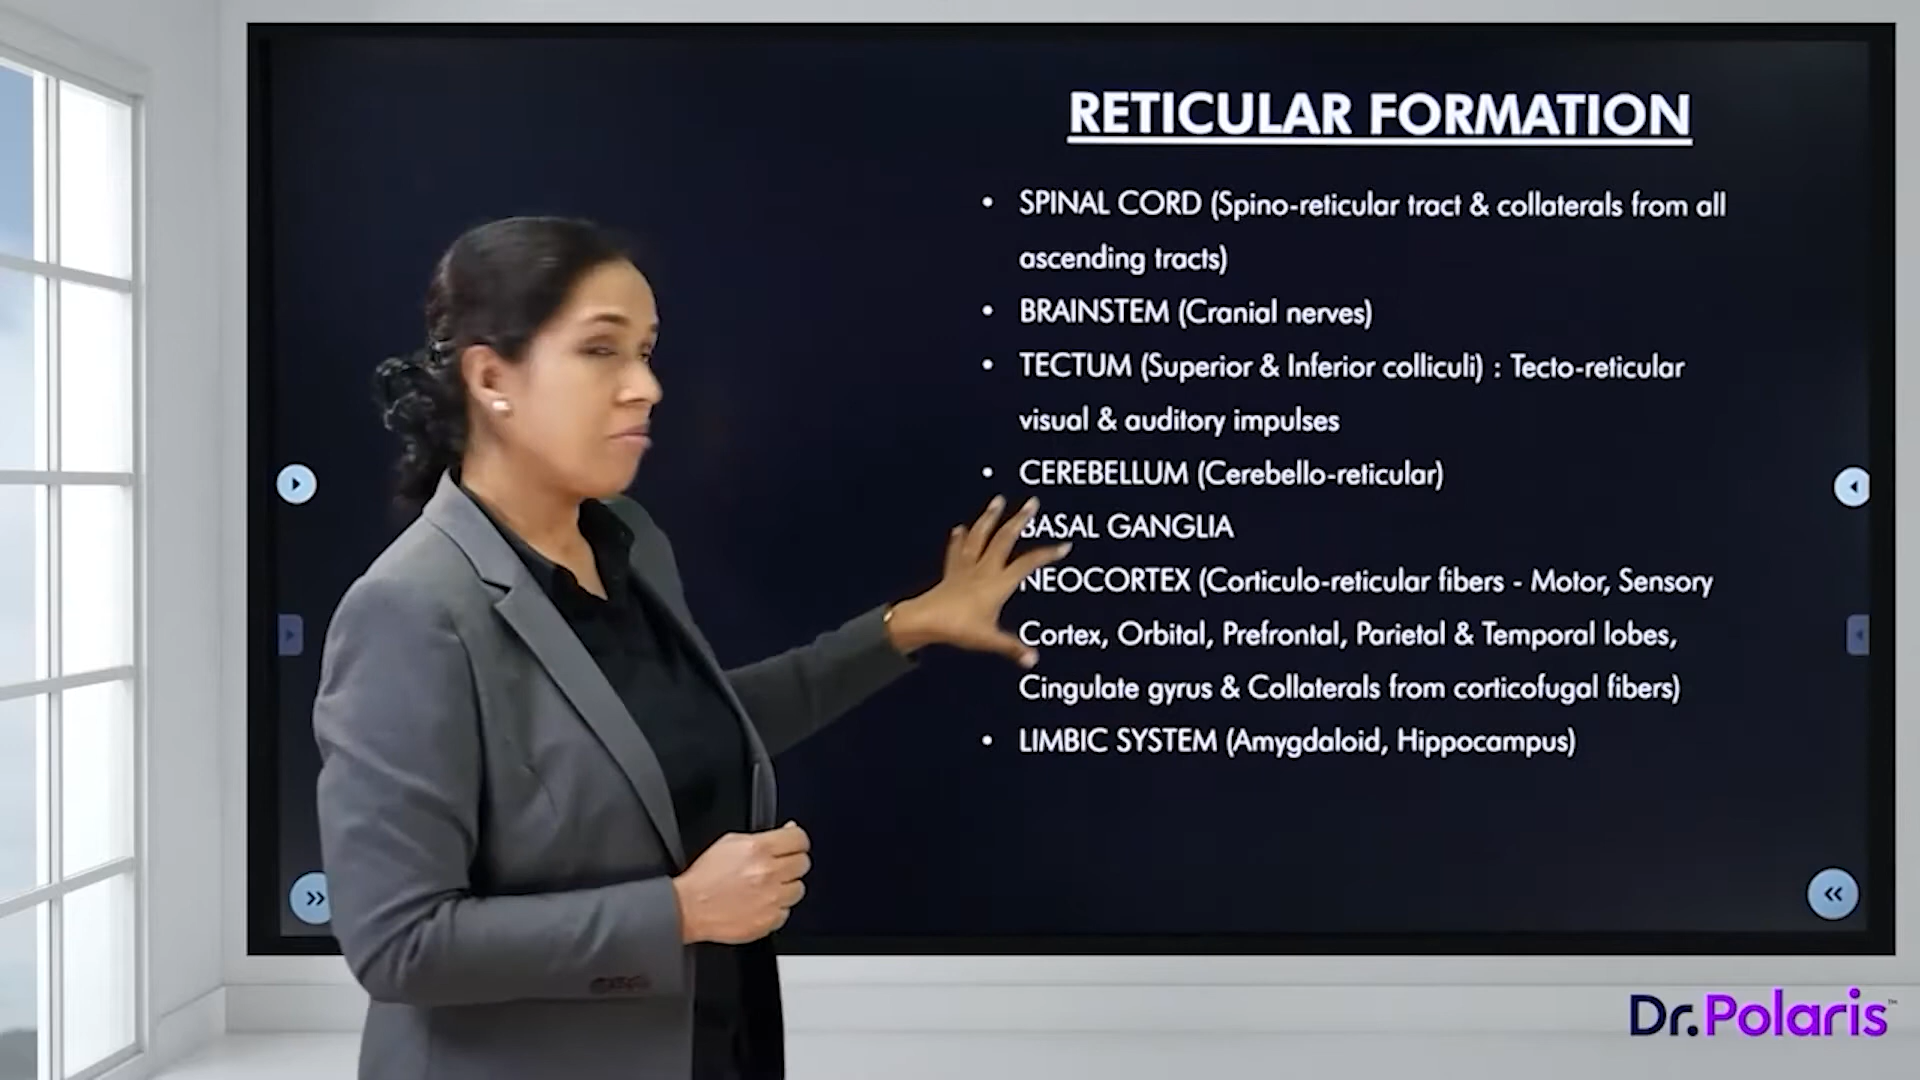 RETICULAR FORMATION
• SPINAL CORD (Spino-reticular tract & collaterals from all
ascending tracts)
• BRAINSTEM (Cranial nerves)
• TECTUM (Superior & Inferior colliculi) : Tecto-reticular
visual & auditory impulses
• CEREBELLUM (Cerebello-reticular)
BASAL GANGLIA
NEOCORTEX (Corticulo-reticular fibers - Motor, Sensory
Cortex, Orbital, Prefrontal, Parietal & Temporal lobes,
Cingulate gyrus & Collaterals from corticofugal fibers)
• LIMBIC SYSTEM (Amygdaloid, Hippocampus)
Dr.Polaris™